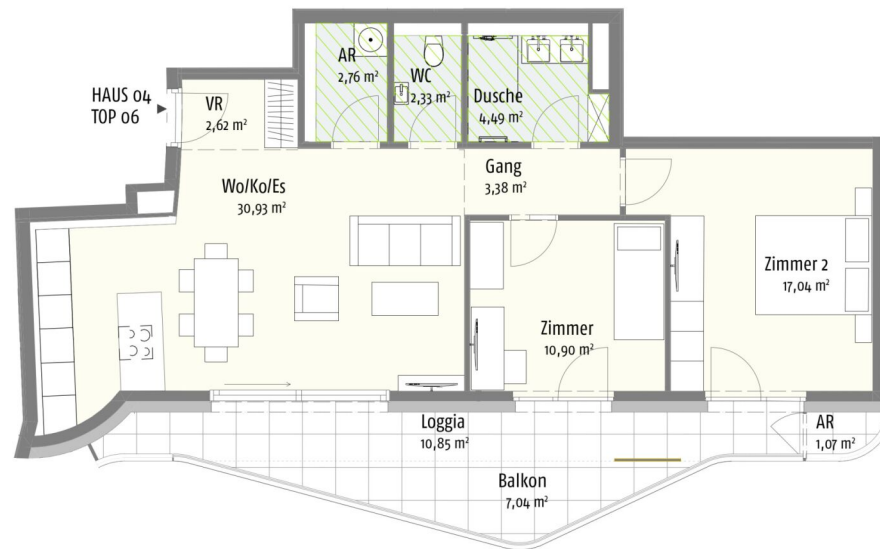 AR
2,76 m²
WC
2,33 m²
Dusche
4,49 m²
HAUS 04
TOP 06
VR
2,62 m²
Wo/Ko/Es
30,93 m²
Gang
3,38 m²
Zimmer 2
17,04 m²
Zimmer
10,90 m²
Loggia
10,85 m²
AR
1,07 m²
Balkon
7,04 m²